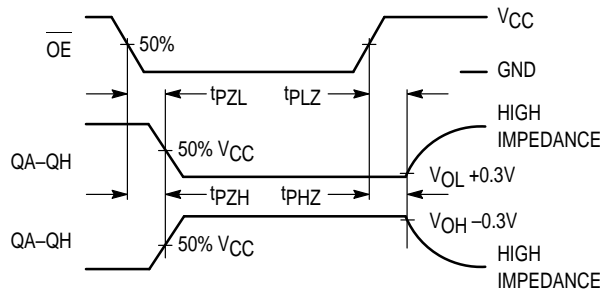 OE
50%
VCC
GND
tPZL
tPLZ
HIGH
IMPEDANCE
QA–QH
50% VCC
VOL +0.3V
tPZH
tPHZ
VOH –0.3V
QA–QH
50% VCC
HIGH
IMPEDANCE